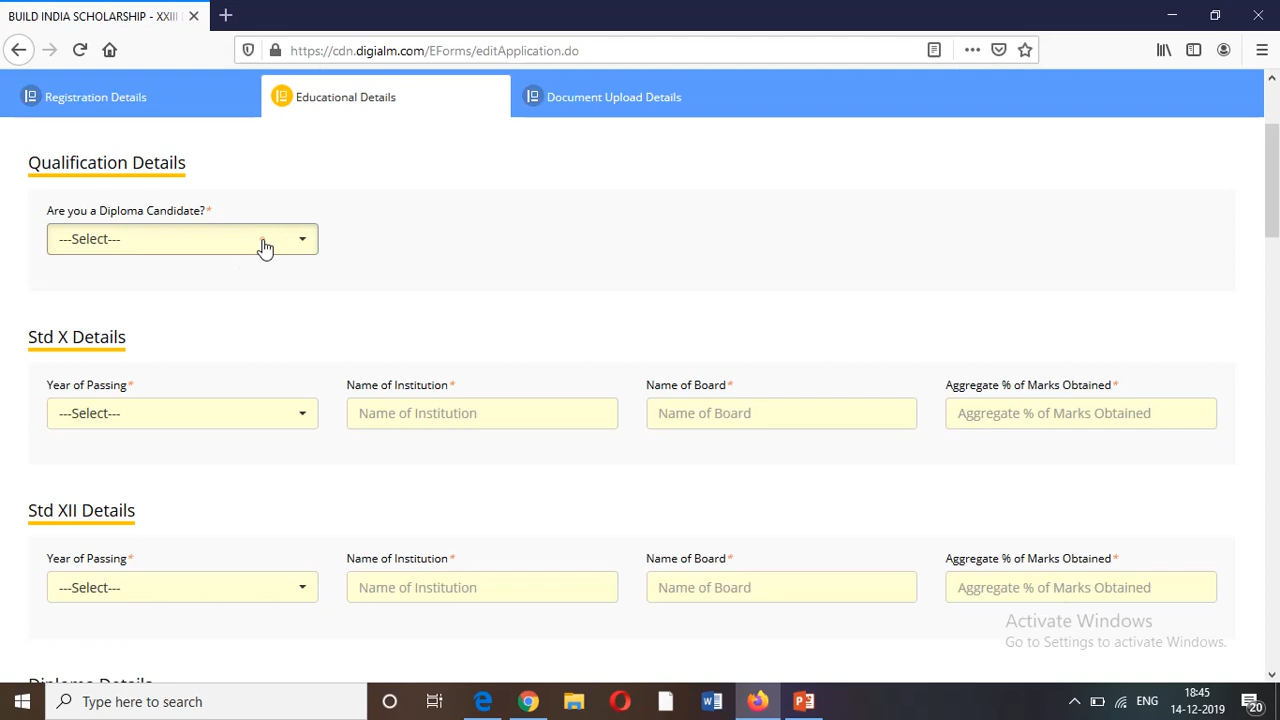 BUILD INDIA SCHOLARSHIP - XXIII
https://cdn.digialm.com/EForms/editApplication.do
Registration Details
Educational Details
Document Upload Details
Qualification Details
Are you a Diploma Candidate?*
---Select---
Std X Details
Year of Passing* Name of Institution* Name of Board* Aggregate % of Marks Obtained*
---Select--- Name of Institution Name of Board Aggregate % of Marks Obtained
Std XII Details
Year of Passing* Name of Institution* Name of Board* Aggregate % of Marks Obtained*
---Select--- Name of Institution Name of Board Aggregate % of Marks Obtained
Activate Windows
Go to Settings to activate Windows.
Diploma Details
Type here to search
ENG
18:45
14-12-2019
20